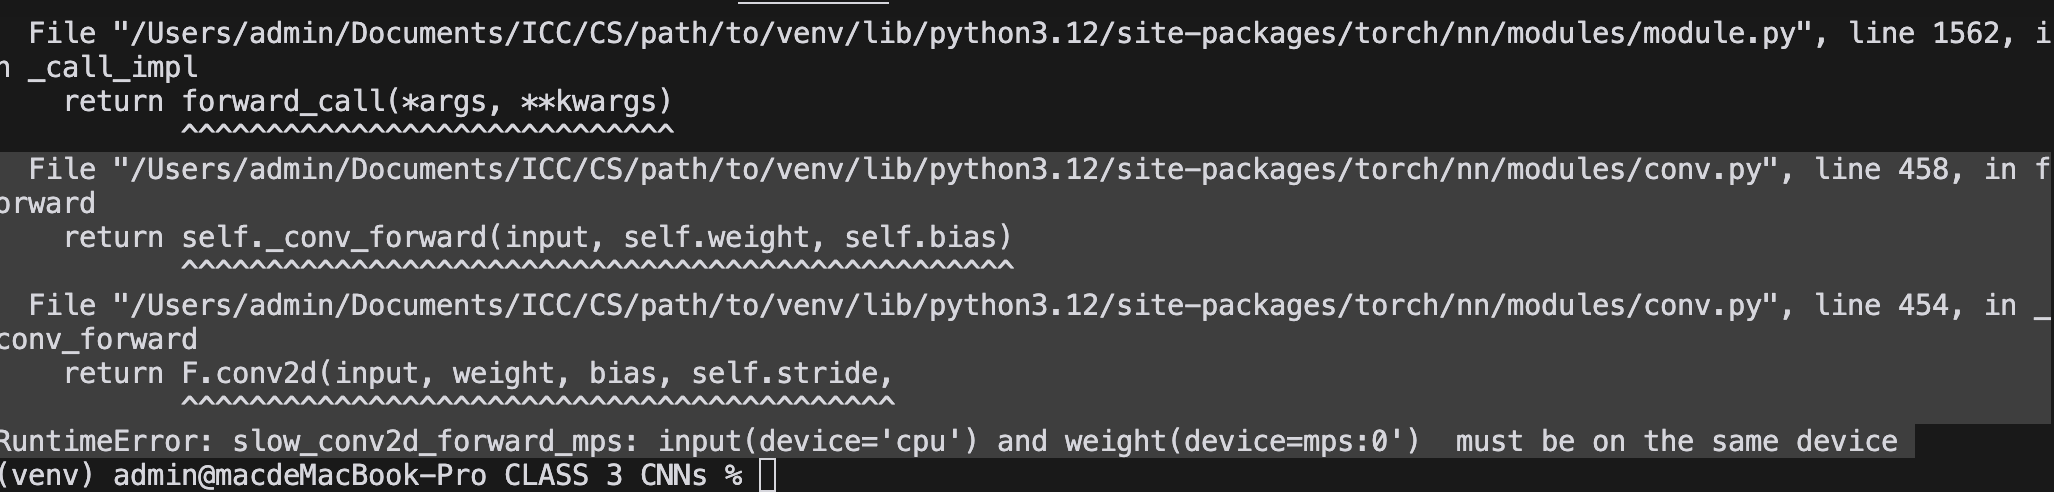 File "/Users/admin/Documents/ICC/CS/path/to/venv/lib/python3.12/site-packages/torch/nn/modules/module.py", line 1562, i
n _call_impl
return forward_call(*args, **kwargs)
^^^^^^^^^^^^^^^^^^^^^^^^^^^^^
File "/Users/admin/Documents/ICC/CS/path/to/venv/lib/python3.12/site-packages/torch/nn/modules/conv.py", line 458, in f
orward
return self._conv_forward(input, self.weight, self.bias)
^^^^^^^^^^^^^^^^^^^^^^^^^^^^^^^^^^^^^^^^^^^^^^^^^
File "/Users/admin/Documents/ICC/CS/path/to/venv/lib/python3.12/site-packages/torch/nn/modules/conv.py", line 454, in _
conv_forward
return F.conv2d(input, weight, bias, self.stride,
^^^^^^^^^^^^^^^^^^^^^^^^^^^^^^^^^^^^^^^^^^
RuntimeError: slow_conv2d_forward_mps: input(device='cpu') and weight(device=mps:0')  must be on the same device
(venv) admin@macdeMacBook-Pro CLASS 3 CNNs %